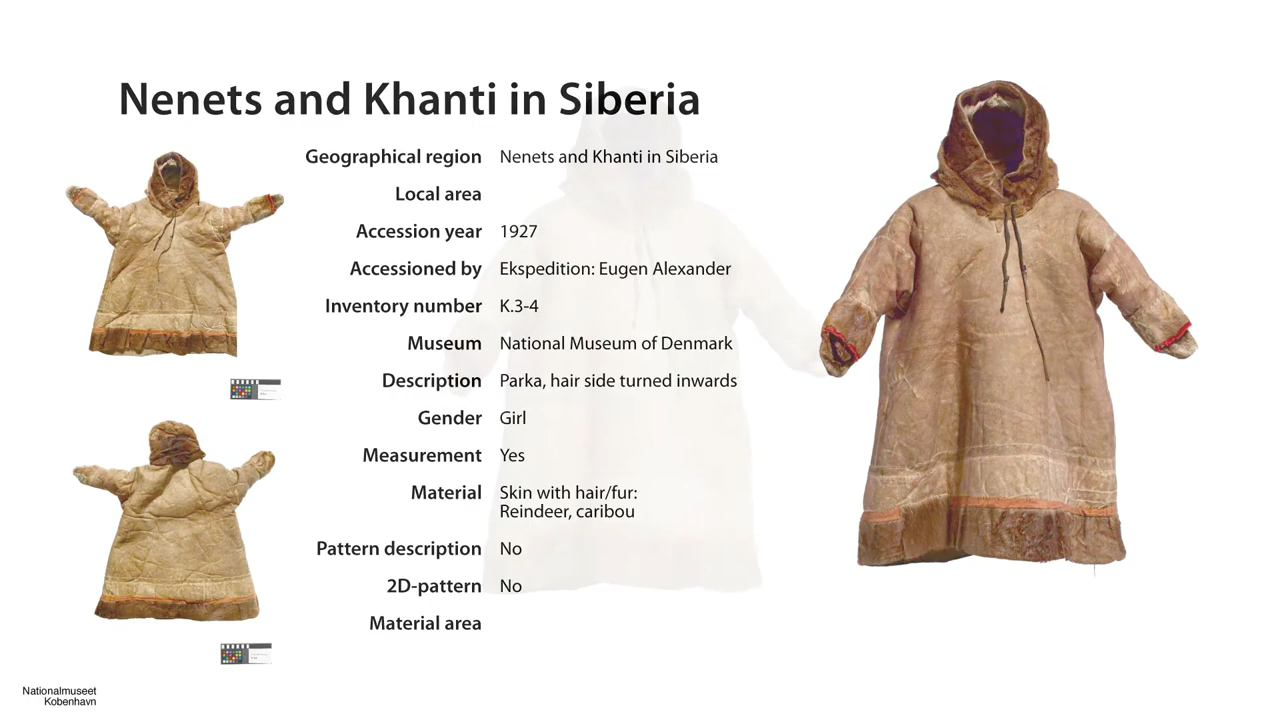 Nenets and Khanti in Siberia
Geographical region Nenets and Khanti in Siberia
Local area
Accession year 1927
Accessioned by Ekspedition: Eugen Alexander
Inventory number K.3-4
Museum National Museum of Denmark
Description Parka, hair side turned inwards
Gender Girl
Measurement Yes
Material Skin with hair/fur:
Reindeer, caribou
Pattern description No
2D-pattern No
Material area
Nationalmuseet
Kobenhavn